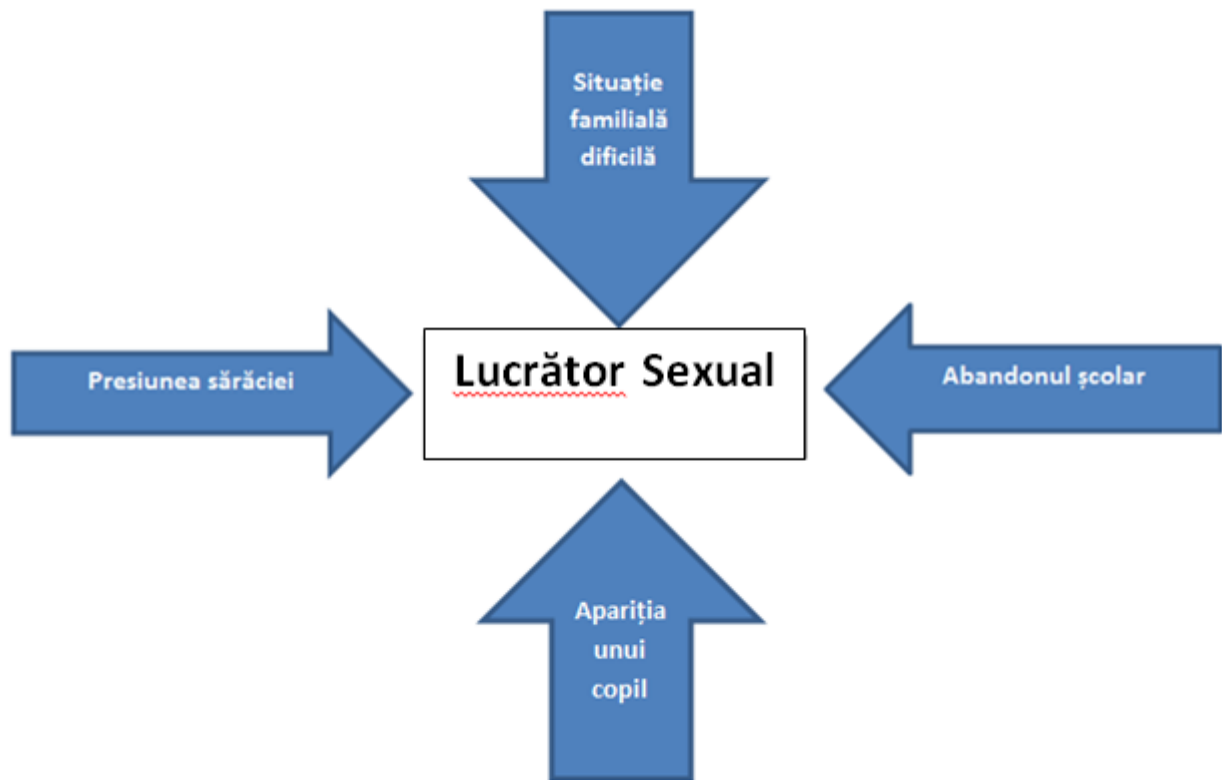 Situație
familială
dificilă
Presiunea sărăciei
Lucrător Sexual
Abandonul școlar
Apariția
unui
copil